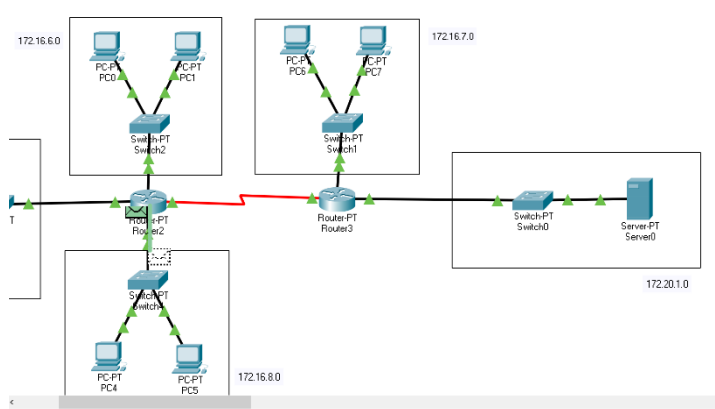 172.16.6.0
PC-PT
PC0
PC-PT
PC1
Switch-PT
Switch2
172.16.7.0
PC-PT
PC6
PC-PT
PC7
Switch-PT
Switch1
T
Router-PT
Router2
Router-PT
Router3
Switch-PT
Switch0
Server-PT
Server0
172.20.1.0
Switch-PT
Switch4
PC-PT
PC4
PC-PT
PC5
172.16.8.0